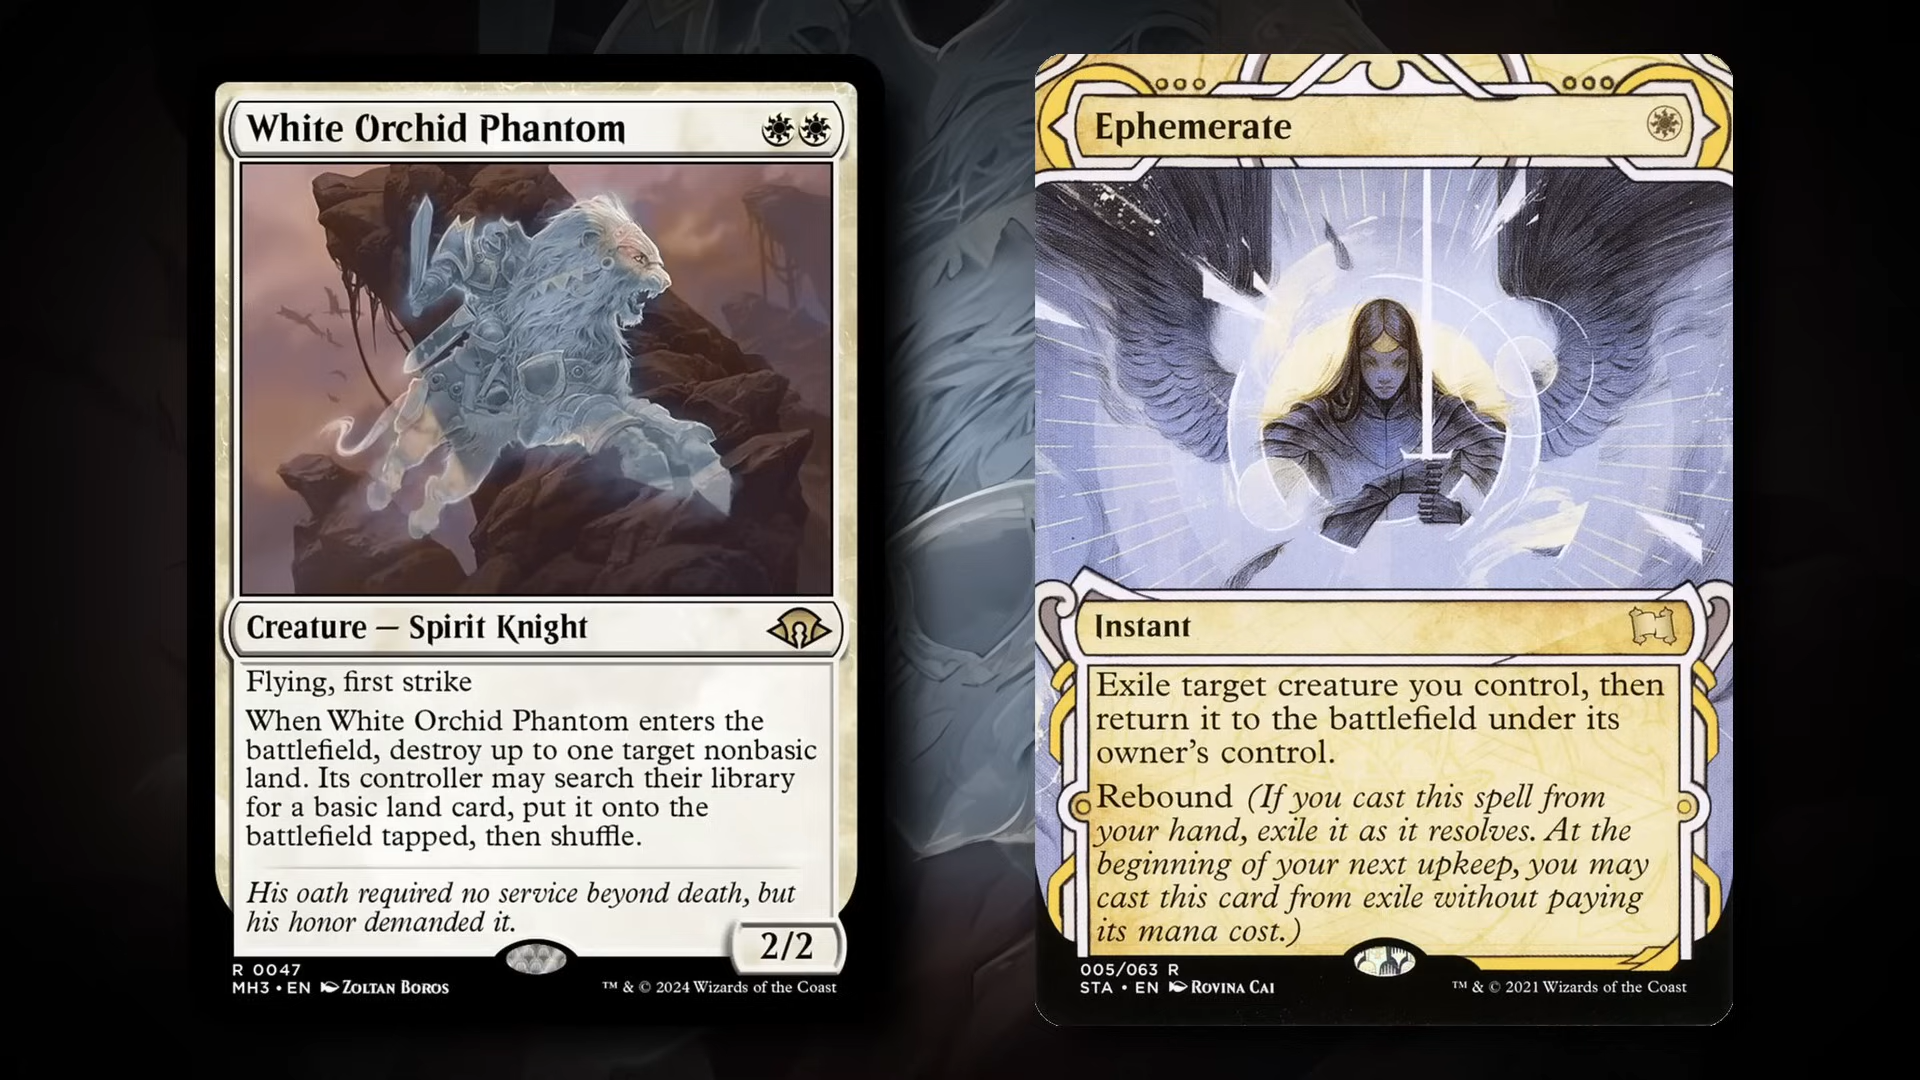 White Orchid Phantom
Creature — Spirit Knight
Flying, first strike
When White Orchid Phantom enters the
battlefield, destroy up to one target nonbasic
land. Its controller may search their library
for a basic land card, put it onto the
battlefield tapped, then shuffle.
His oath required no service beyond death, but
his honor demanded it.
2/2
R 0047
MH3 • EN Zoltan Boros
™ & © 2024 Wizards of the Coast
Ephemerate
Instant
Exile target creature you control, then
return it to the battlefield under its
owner's control.
Rebound (If you cast this spell from
your hand, exile it as it resolves. At the
beginning of your next upkeep, you may
cast this card from exile without paying
its mana cost.)
005/063 R
STA • EN Rovina Cai
™ & © 2021 Wizards of the Coast